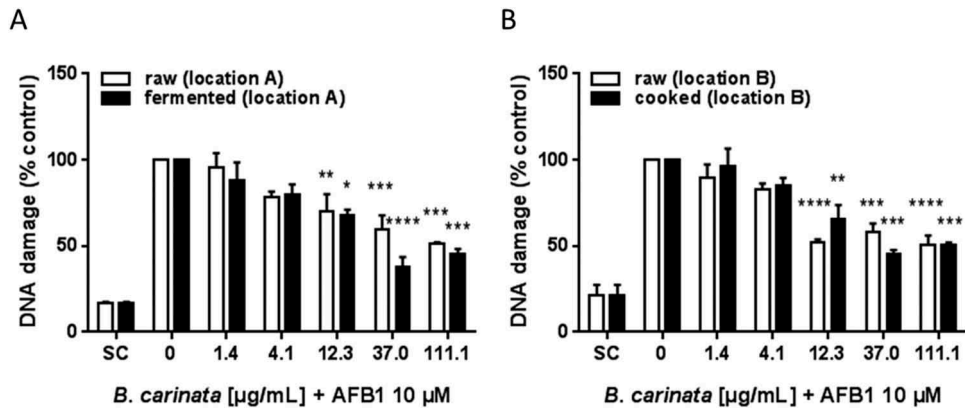 A
150
100
50
0
DNA damage (% control)
raw (location A)
fermented (location A)
** * *** **** *** ***
SC 0 1.4 4.1 12.3 37.0 111.1
B. carinata [µg/mL] + AFB1 10 µM
B
150
100
50
0
DNA damage (% control)
raw (location B)
cooked (location B)
**** ** *** *** **** ***
SC 0 1.4 4.1 12.3 37.0 111.1
B. carinata [µg/mL] + AFB1 10 µM